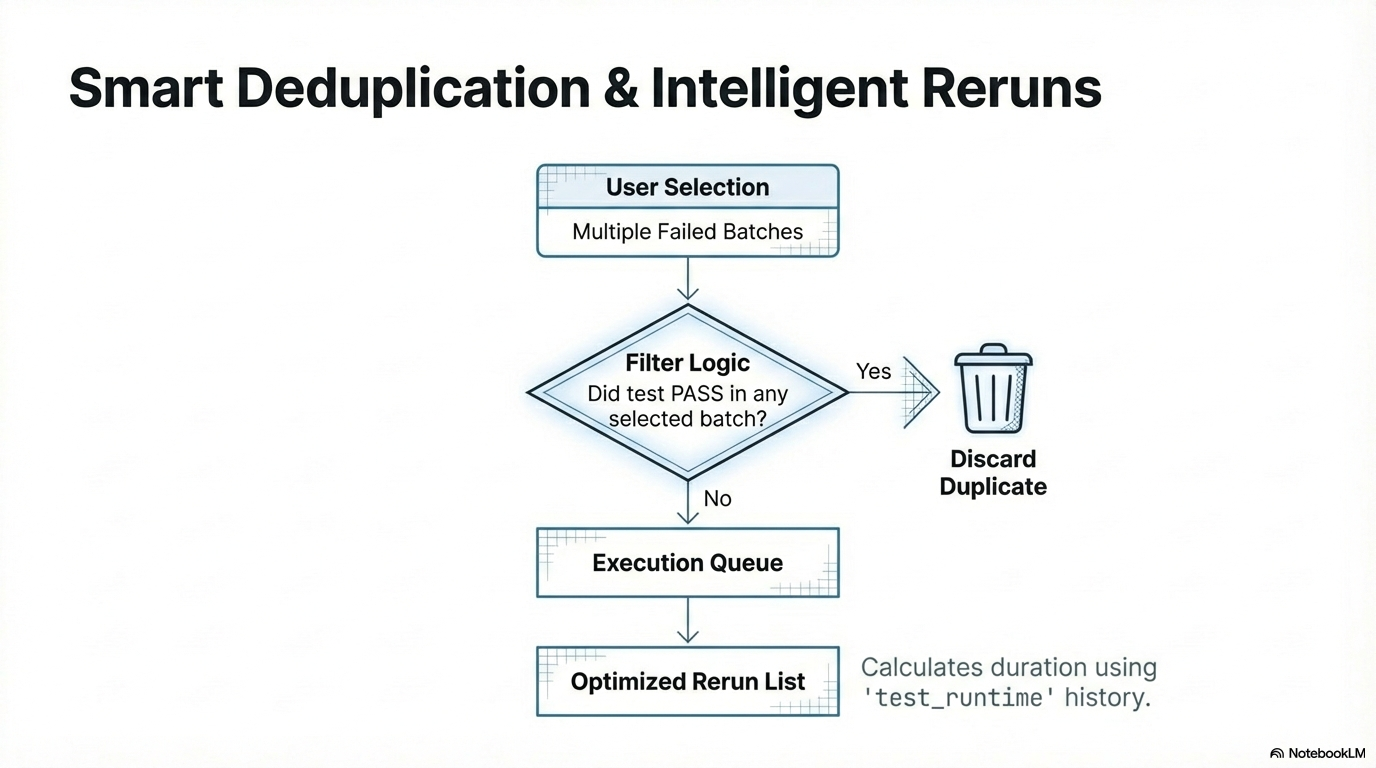 Smart Deduplication & Intelligent Reruns
User Selection
Multiple Failed Batches
Filter Logic
Did test PASS in any
selected batch?
Yes
Discard
Duplicate
No
Execution Queue
Optimized Rerun List
Calculates duration using
'test_runtime' history.
NotebookLM